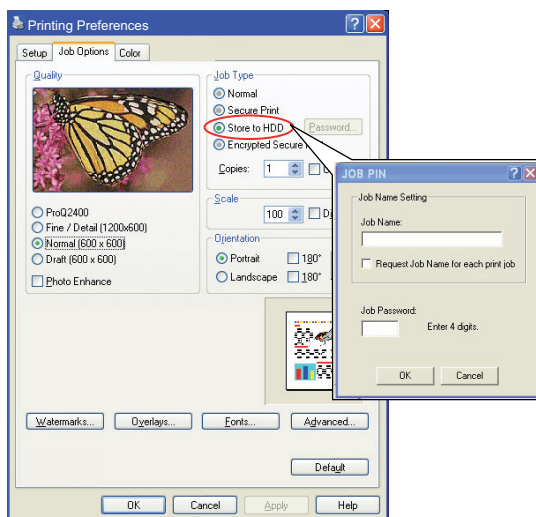 Printing Preferences
Setup
Job Options
Color
Quality
ProQ2400
Fine / Detail (1200x600)
Normal (600 x 600)
Draft (600 x 600)
Photo Enhance
Job Type
Normal
Secure Print
Store to HDD
Password...
Encrypted Secure
Copies:
1
Scale
100
Orientation
Portrait
180°
Landscape
180°
Watermarks...
Overlays...
Fonts...
Advanced...
Default
OK
Cancel
Apply
Help
JOB PIN
Job Name Setting
Job Name:
Request Job Name for each print job
Job Password:
Enter 4 digits.
OK
Cancel